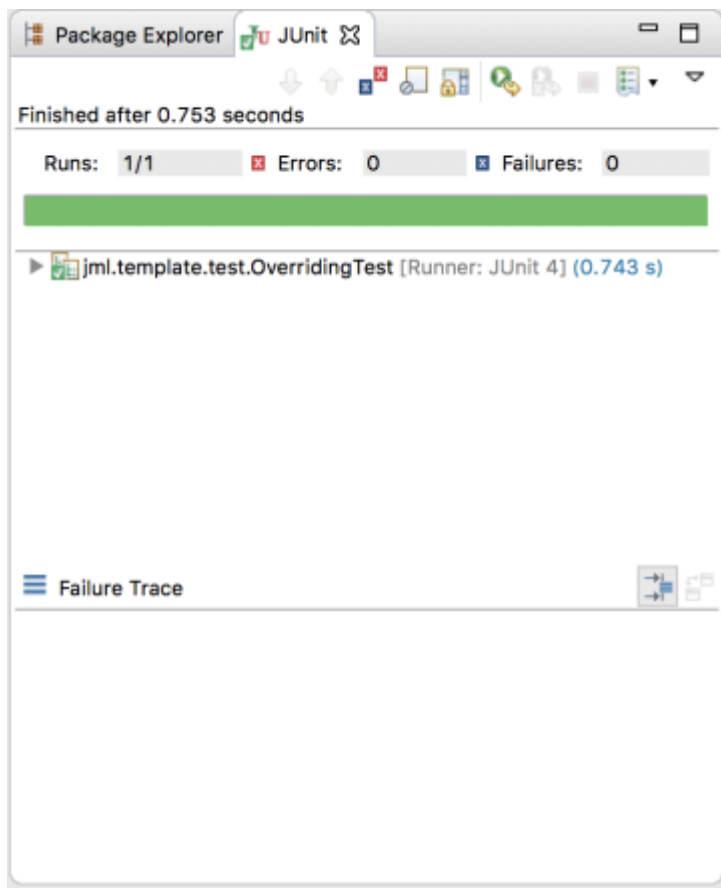 Package Explorer JUnit
Finished after 0.753 seconds
Runs: 1/1 Errors: 0 Failures: 0
jml.template.test.OverridingTest [Runner: JUnit 4] (0.743 s)
Failure Trace